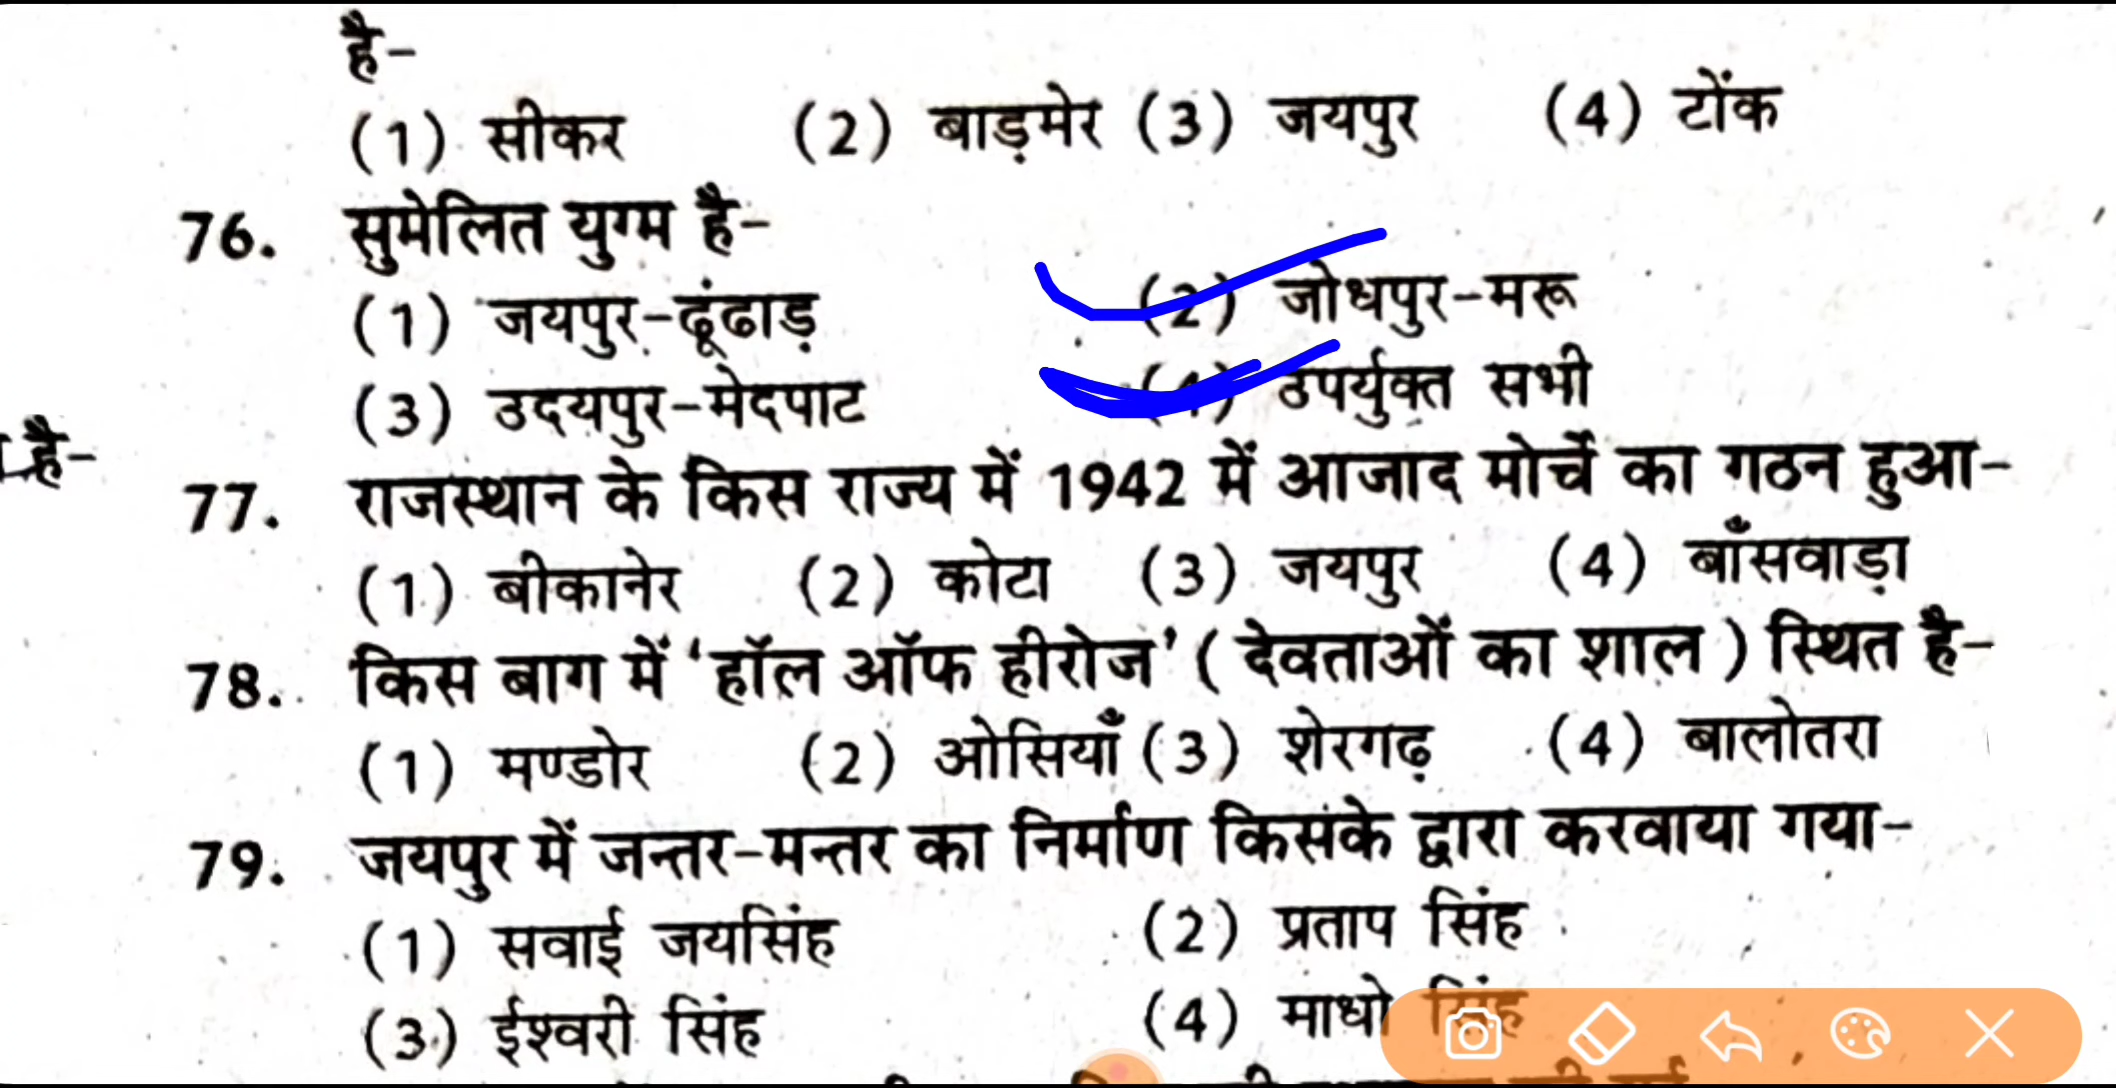 है-
(1) सीकर (2) बाड़मेर (3) जयपुर (4) टोंक
76. सुमेलित युग्म है-
(1) जयपुर-ढूंढाड़ (2) जोधपुर-मरू
(3) उदयपुर-मेदपाट (4) उपर्युक्त सभी
है-
77. राजस्थान के किस राज्य में 1942 में आजाद मोर्चे का गठन हुआ-
(1) बीकानेर (2) कोटा (3) जयपुर (4) बाँसवाड़ा
78. किस बाग में ‘हॉल ऑफ हीरोज’ ( देवताओं का शाल ) स्थित है-
(1) मण्डोर (2) ओसियाँ (3) शेरगढ़ (4) बालोतरा
79. जयपुर में जन्तर-मन्तर का निर्माण किसके द्वारा करवाया गया-
(1) सवाई जयसिंह (2) प्रताप सिंह
(3) ईश्वरी सिंह (4) माधो सिंह